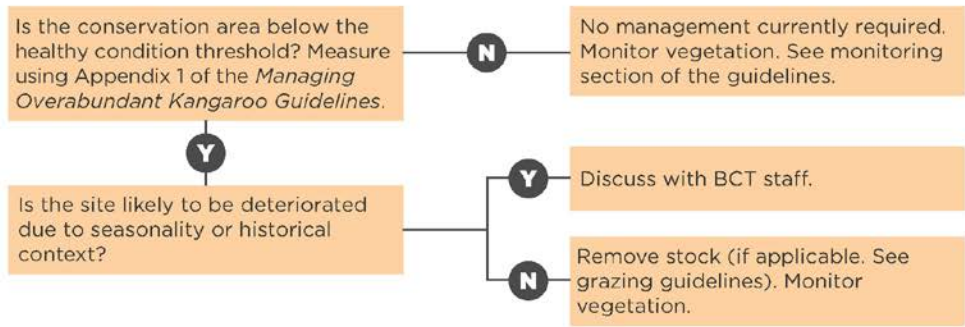 Is the conservation area below the
healthy condition threshold? Measure
using Appendix 1 of the Managing
Overabundant Kangaroo Guidelines.
N
No management currently required.
Monitor vegetation. See monitoring
section of the guidelines.
Y
Is the site likely to be deteriorated
due to seasonality or historical
context?
Y
Discuss with BCT staff.
N
Remove stock (if applicable. See
grazing guidelines). Monitor
vegetation.